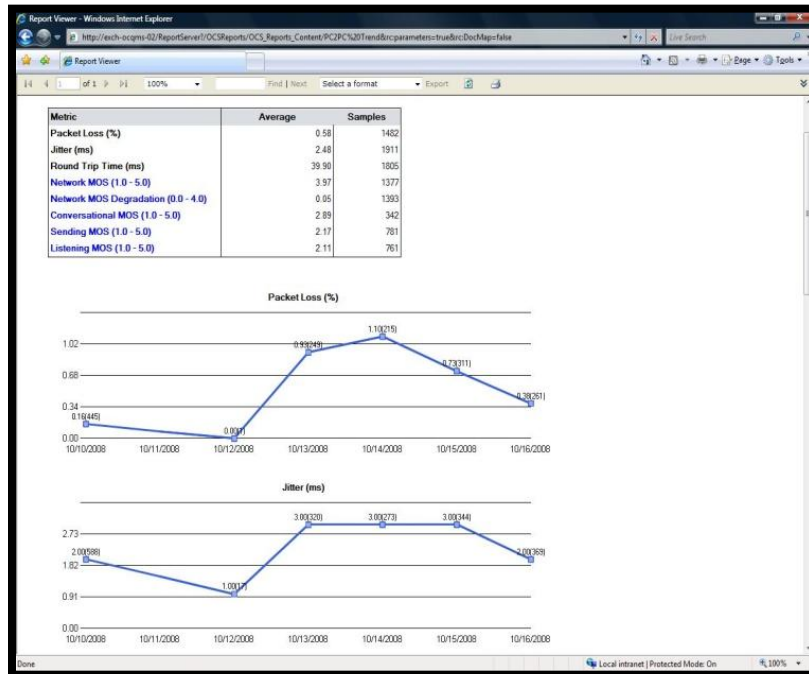 Report Viewer - Windows Internet Explorer
http://exch-ocqms-02/ReportServer?/OCSReports/OCS_Reports_Content/PC2PC%20Trend&rc:parameters=true&rc:DocMap=false
Live Search
Report Viewer
Page Tools
1 of 1 100% Find | Next Select a format Export
Metric Average Samples
Packet Loss (%) 0.58 1482
Jitter (ms) 2.48 1911
Round Trip Time (ms) 39.90 1805
Network MOS (1.0 - 5.0) 3.97 1377
Network MOS Degradation (0.0 - 4.0) 0.05 1393
Conversational MOS (1.0 - 5.0) 2.89 342
Sending MOS (1.0 - 5.0) 2.17 781
Listening MOS (1.0 - 5.0) 2.11 761
Packet Loss (%)
1.10(215)
1.02 0.93(249)
0.73(311)
0.68
0.38(261)
0.34
0.16(445)
0.00
10/10/2008 10/11/2008 10/12/2008 10/13/2008 10/14/2008 10/15/2008 10/16/2008
Jitter (ms)
3.00(320) 3.00(273) 3.00(344)
2.73
2.00(588) 2.00(369)
1.82
1.00(17)
0.91
0.00
10/10/2008 10/11/2008 10/12/2008 10/13/2008 10/14/2008 10/15/2008 10/16/2008
Done Local intranet | Protected Mode: On 100%